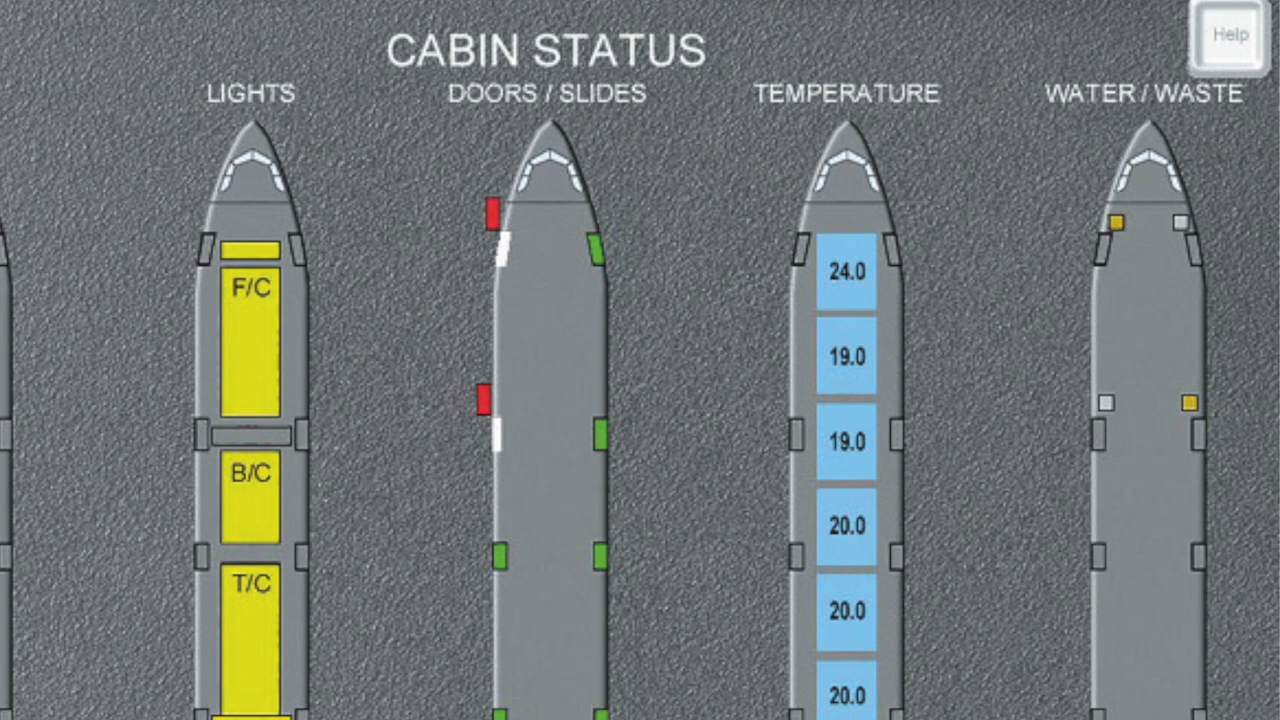 Help
CABIN STATUS
LIGHTS
DOORS / SLIDES
TEMPERATURE
WATER / WASTE
F/C
B/C
T/C
24.0
19.0
19.0
20.0
20.0
20.0